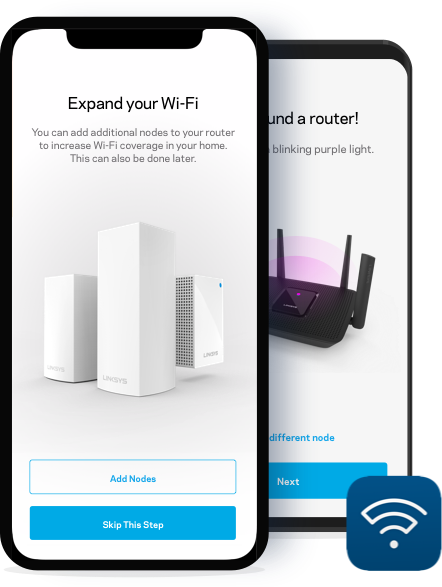 Expand your Wi-Fi
You can add additional nodes to your router
to increase Wi-Fi coverage in your home.
This can also be done later.
LINKSYS
LINKSYS
LINKSYS
Add Nodes
Skip This Step
und a router!
blinking purple light.
LINKSYS
different node
Next